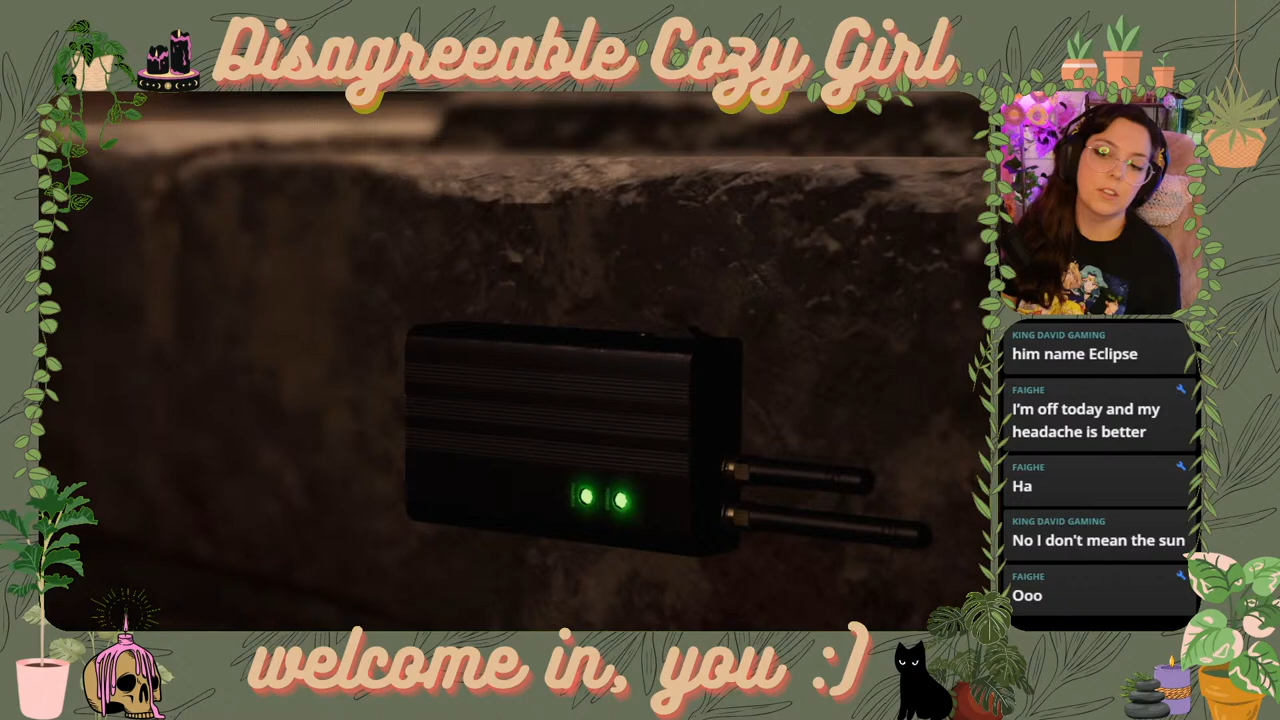 Disagreeable Cozy Girl
KING DAVID GAMING
him name Eclipse
FAIGHE
I'm off today and my
headache is better
FAIGHE
Ha
KING DAVID GAMING
No I don't mean the sun
FAIGHE
Ooo
welcome in, you :)